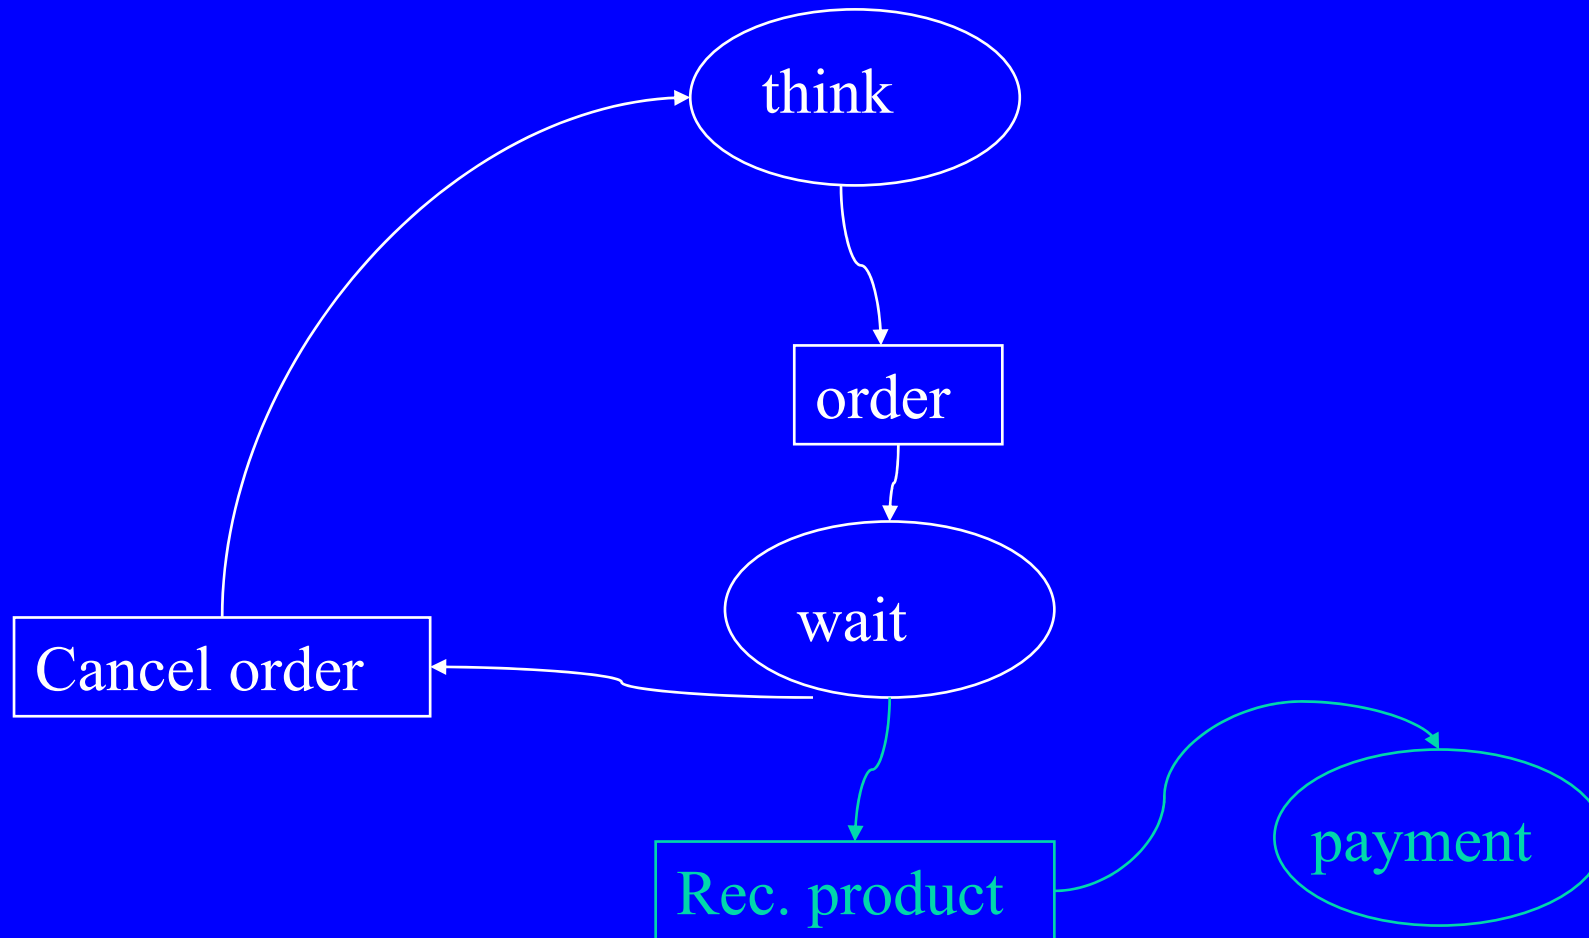 think
order
wait
Cancel order
payment
Rec. product